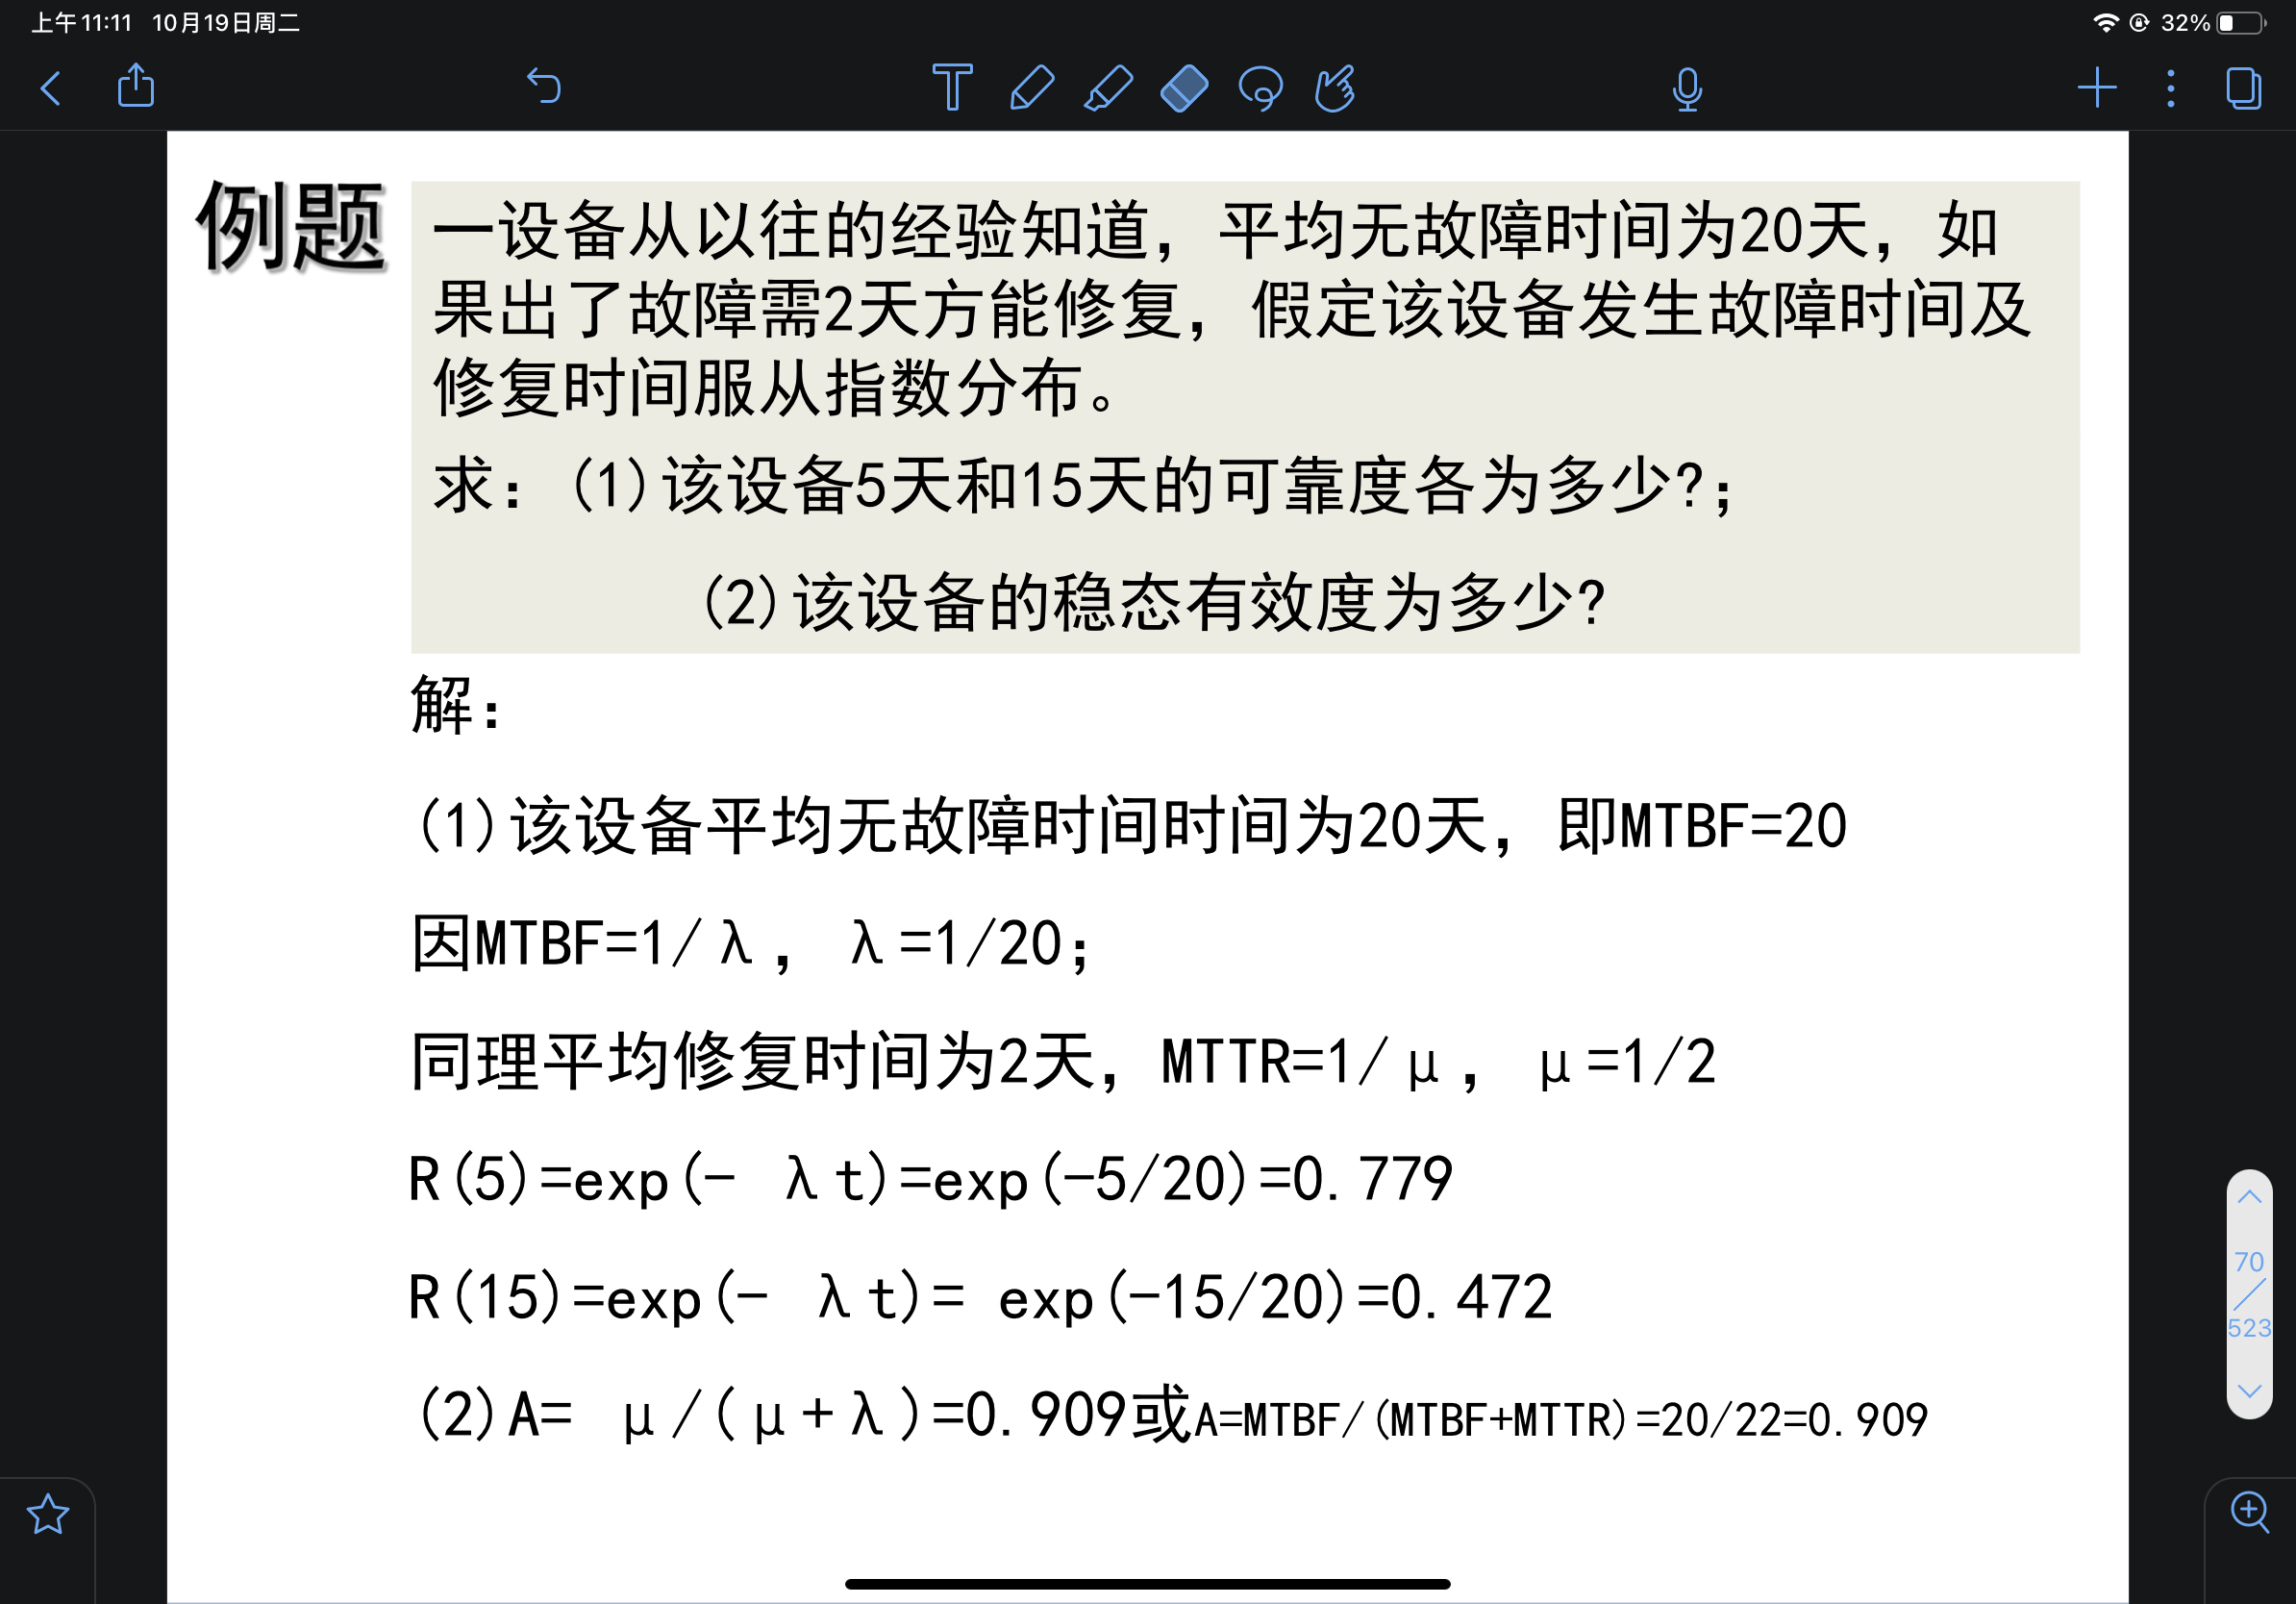 上午11:11 10月19日周二
32%
例题
一设备从以往的经验知道，平均无故障时间为20天，如
果出了故障需2天方能修复，假定该设备发生故障时间及
修复时间服从指数分布。
求：(1)该设备5天和15天的可靠度各为多少?；
(2)该设备的稳态有效度为多少?
解：
(1)该设备平均无故障时间时间为20天，即MTBF=20
因MTBF=1/λ，λ=1/20；
同理平均修复时间为2天，MTTR=1/μ，μ=1/2
R(5)=exp(- λt)=exp(-5/20)=0.779
R(15)=exp(- λt)= exp(-15/20)=0.472
(2)A= μ/(μ+λ)=0.909或A=MTBF/(MTBF+MTTR)=20/22=0.909
70
523